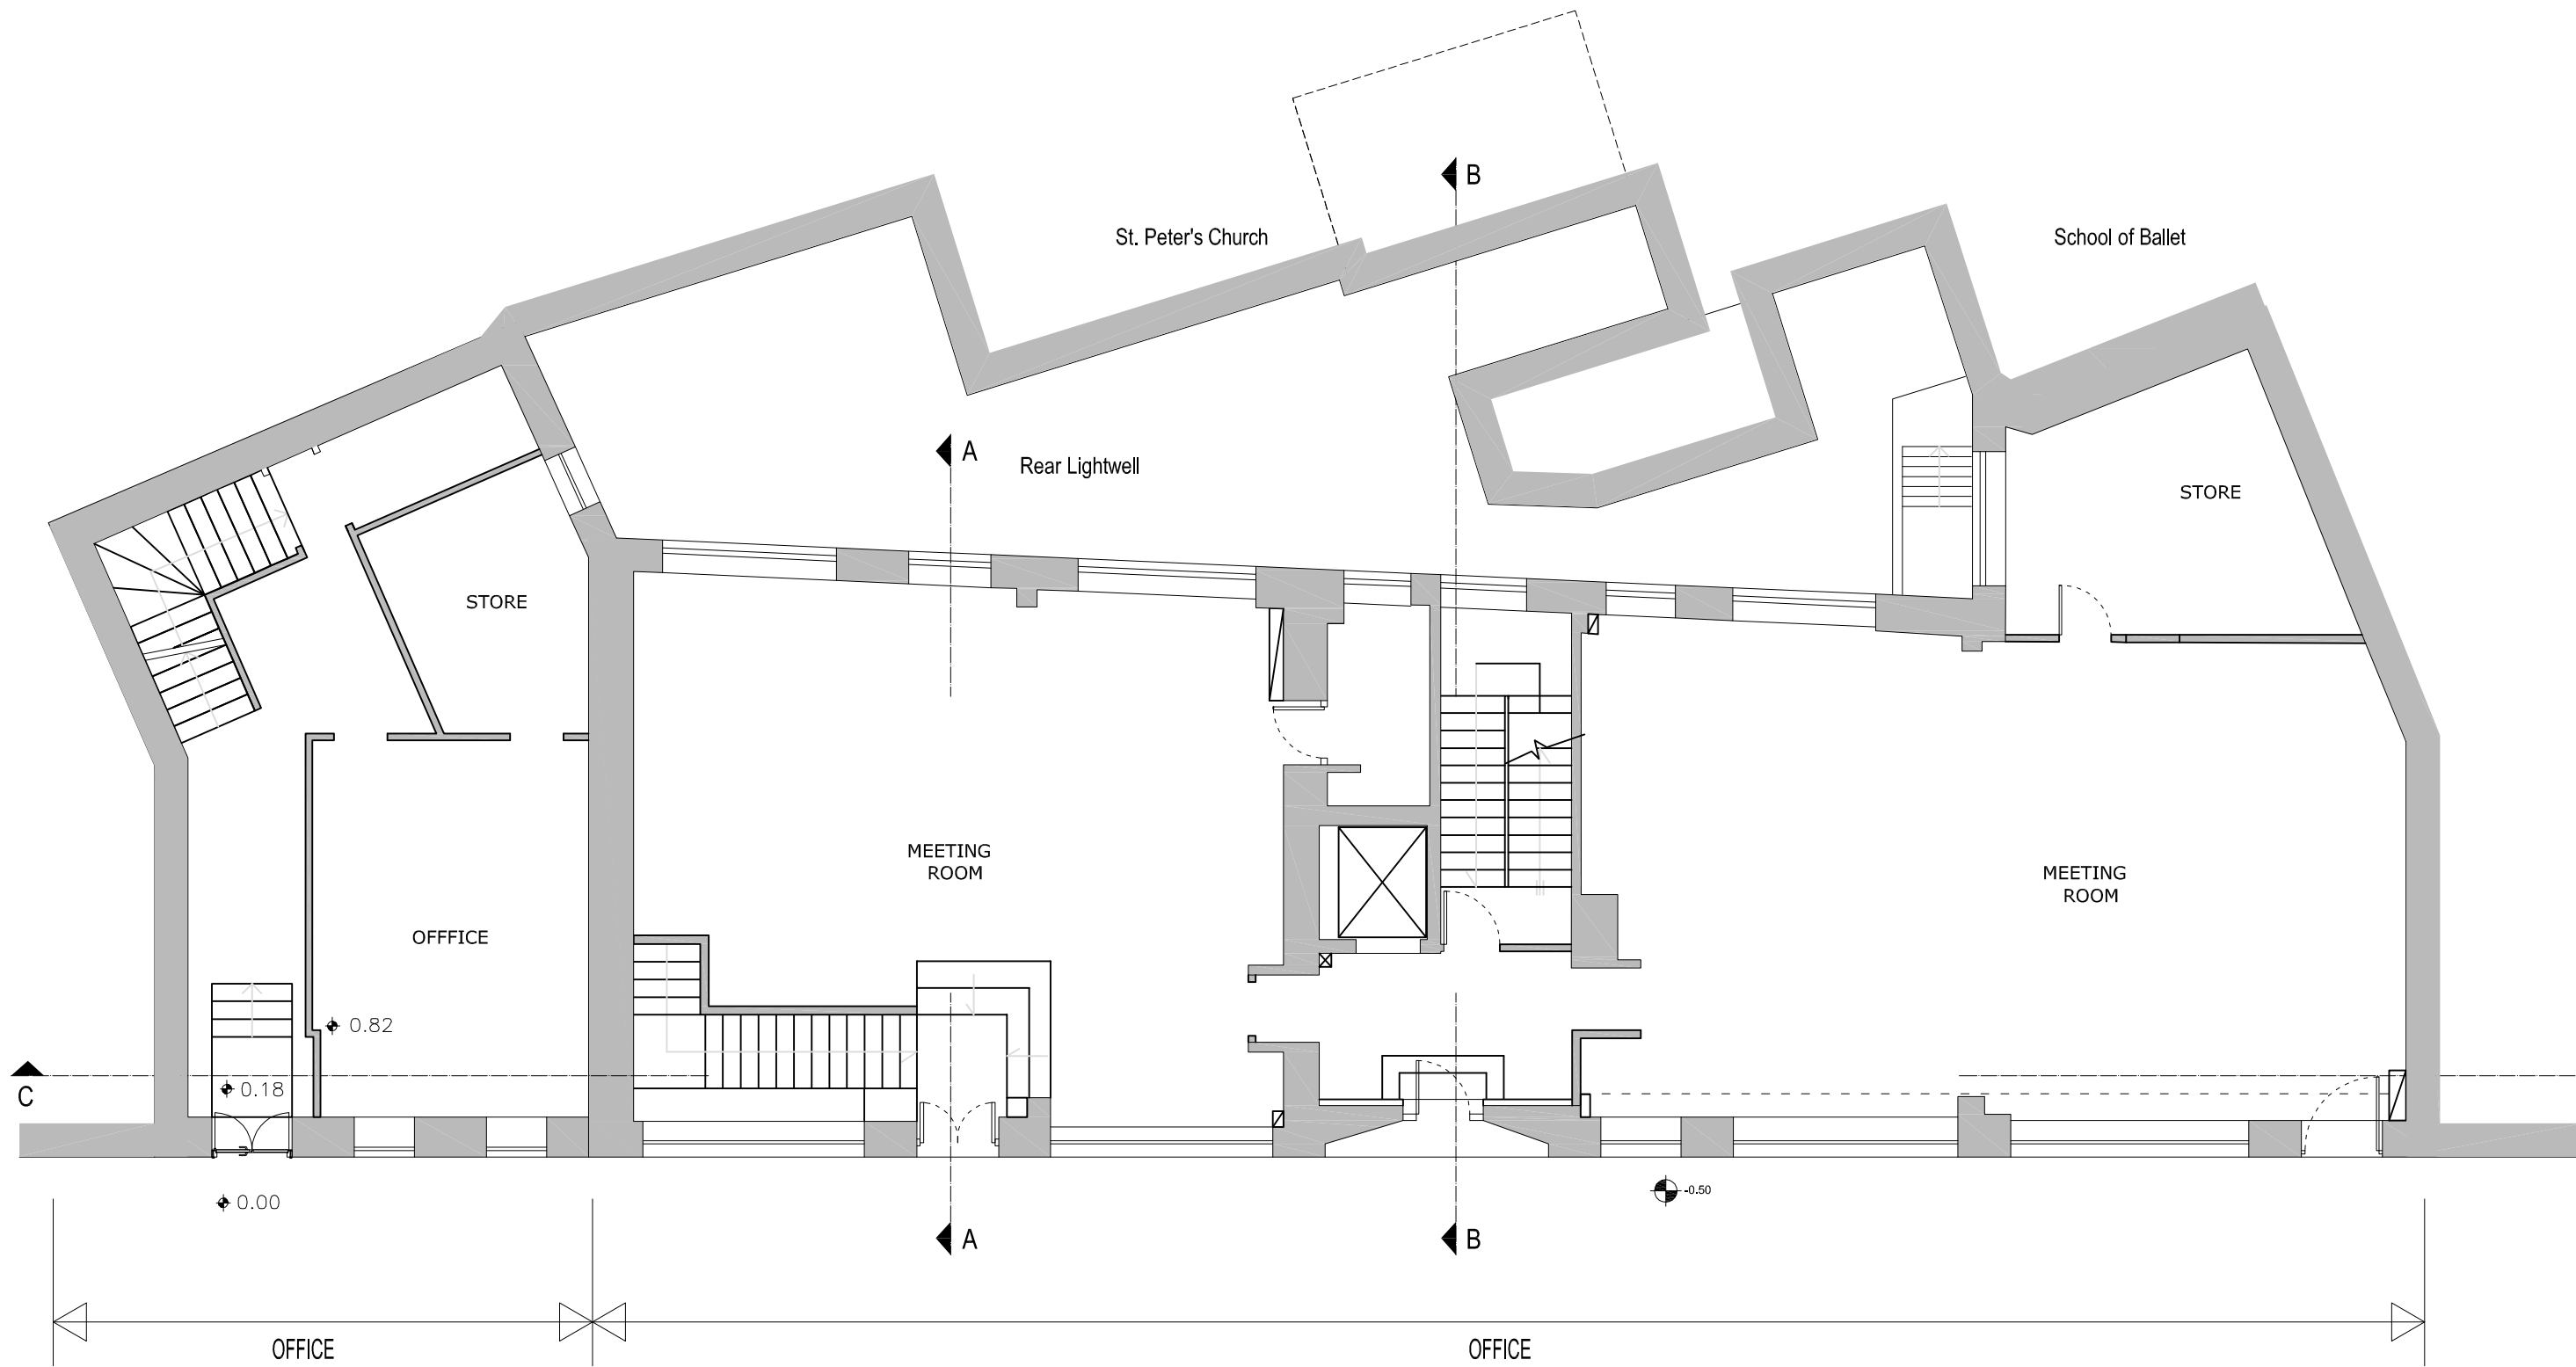 B
St. Peter's Church
School of Ballet
A
Rear Lightwell
STORE
STORE
MEETING
ROOM
MEETING
ROOM
OFFFICE
0.82
C
0.18
0.00
-0.50
A
B
OFFICE
OFFICE